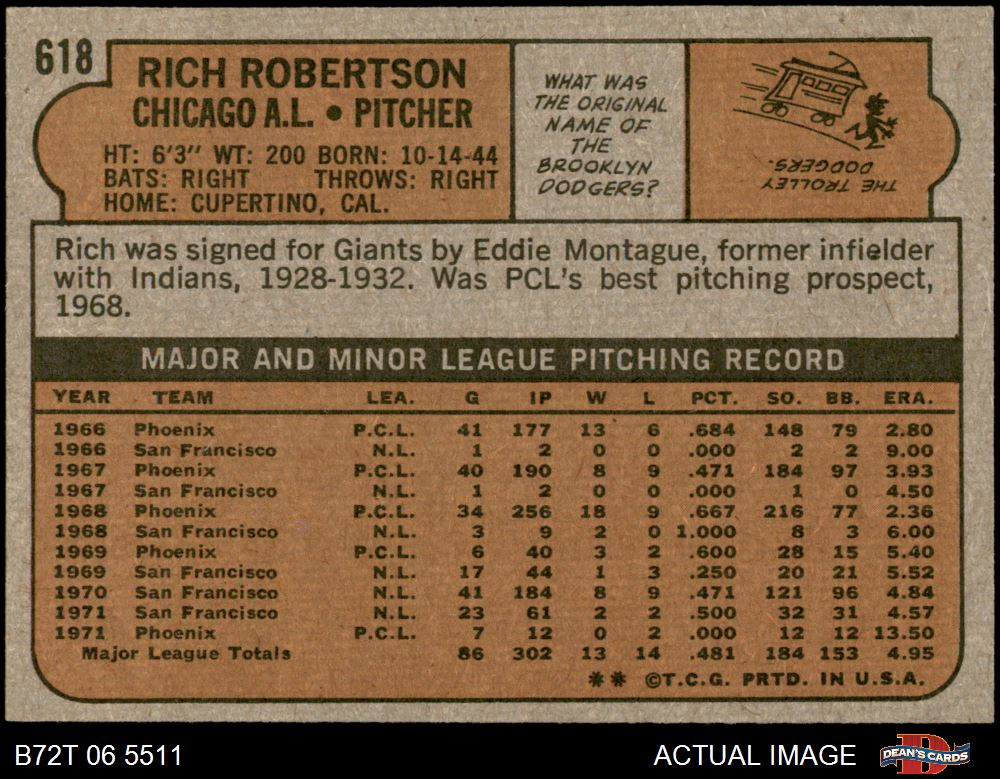 618
RICH ROBERTSON
CHICAGO A.L. • PITCHER
HT: 6'3" WT: 200 BORN: 10-14-44
BATS: RIGHT THROWS: RIGHT
HOME: CUPERTINO, CAL.
WHAT WAS
THE ORIGINAL
NAME OF
THE
BROOKLYN
DODGERS?
THE TROLLEY
DODGERS.
Rich was signed for Giants by Eddie Montague, former infielder
with Indians, 1928-1932. Was PCL's best pitching prospect,
1968.
MAJOR AND MINOR LEAGUE PITCHING RECORD
YEAR TEAM LEA. G IP W L PCT. SO. BB. ERA.
1966 Phoenix P.C.L. 41 177 13 6 .684 148 79 2.80
1966 San Francisco N.L. 1 2 0 0 .000 2 2 9.00
1967 Phoenix P.C.L. 40 190 8 9 .471 184 97 3.93
1967 San Francisco N.L. 1 2 0 0 .000 1 0 4.50
1968 Phoenix P.C.L. 34 256 18 9 .667 216 77 2.36
1968 San Francisco N.L. 3 9 2 0 1.000 8 3 6.00
1969 Phoenix P.C.L. 6 40 3 2 .600 28 15 5.40
1969 San Francisco N.L. 17 44 1 3 .250 20 21 5.52
1970 San Francisco N.L. 41 184 8 9 .471 121 96 4.84
1971 San Francisco N.L. 23 61 2 2 .500 32 31 4.57
1971 Phoenix P.C.L. 7 12 0 2 .000 12 12 13.50
Major League Totals 86 302 13 14 .481 184 153 4.95
** ©T.C.G. PRTD. IN U.S.A.
B72T 06 5511 ACTUAL IMAGE DEAN'S CARDS